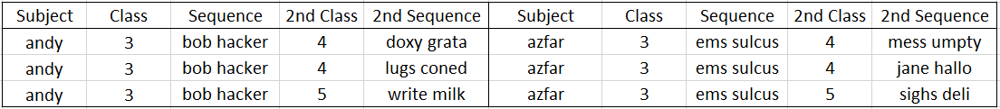 Subject Class Sequence 2nd Class 2nd Sequence Subject Class Sequence 2nd Class 2nd Sequence
andy 3 bob hacker 4 doxy grata azfar 3 ems sulcus 4 mess umpty
andy 3 bob hacker 4 lugs coned azfar 3 ems sulcus 4 jane hallo
andy 3 bob hacker 5 write milk azfar 3 ems sulcus 5 sighs deli